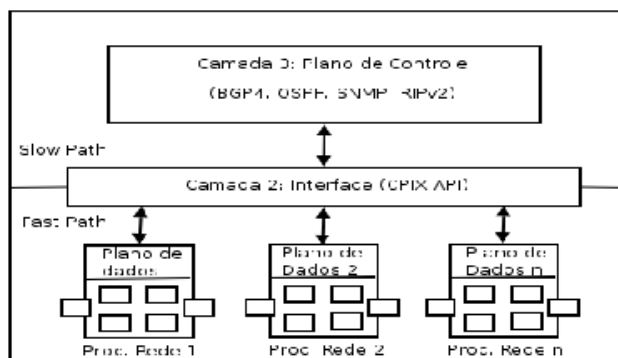 Camada 3: Plano de Controle
(BGP4, OSPF, SNMP, RIPv2)
Slow Path
Camada 2: Interface (CPIX API)
Fast Path
Plano de
dados
Plano de
Dados 2
Plano de
Dados n
Proc. Rede 1
Proc. Rede 2
Proc. Rede n